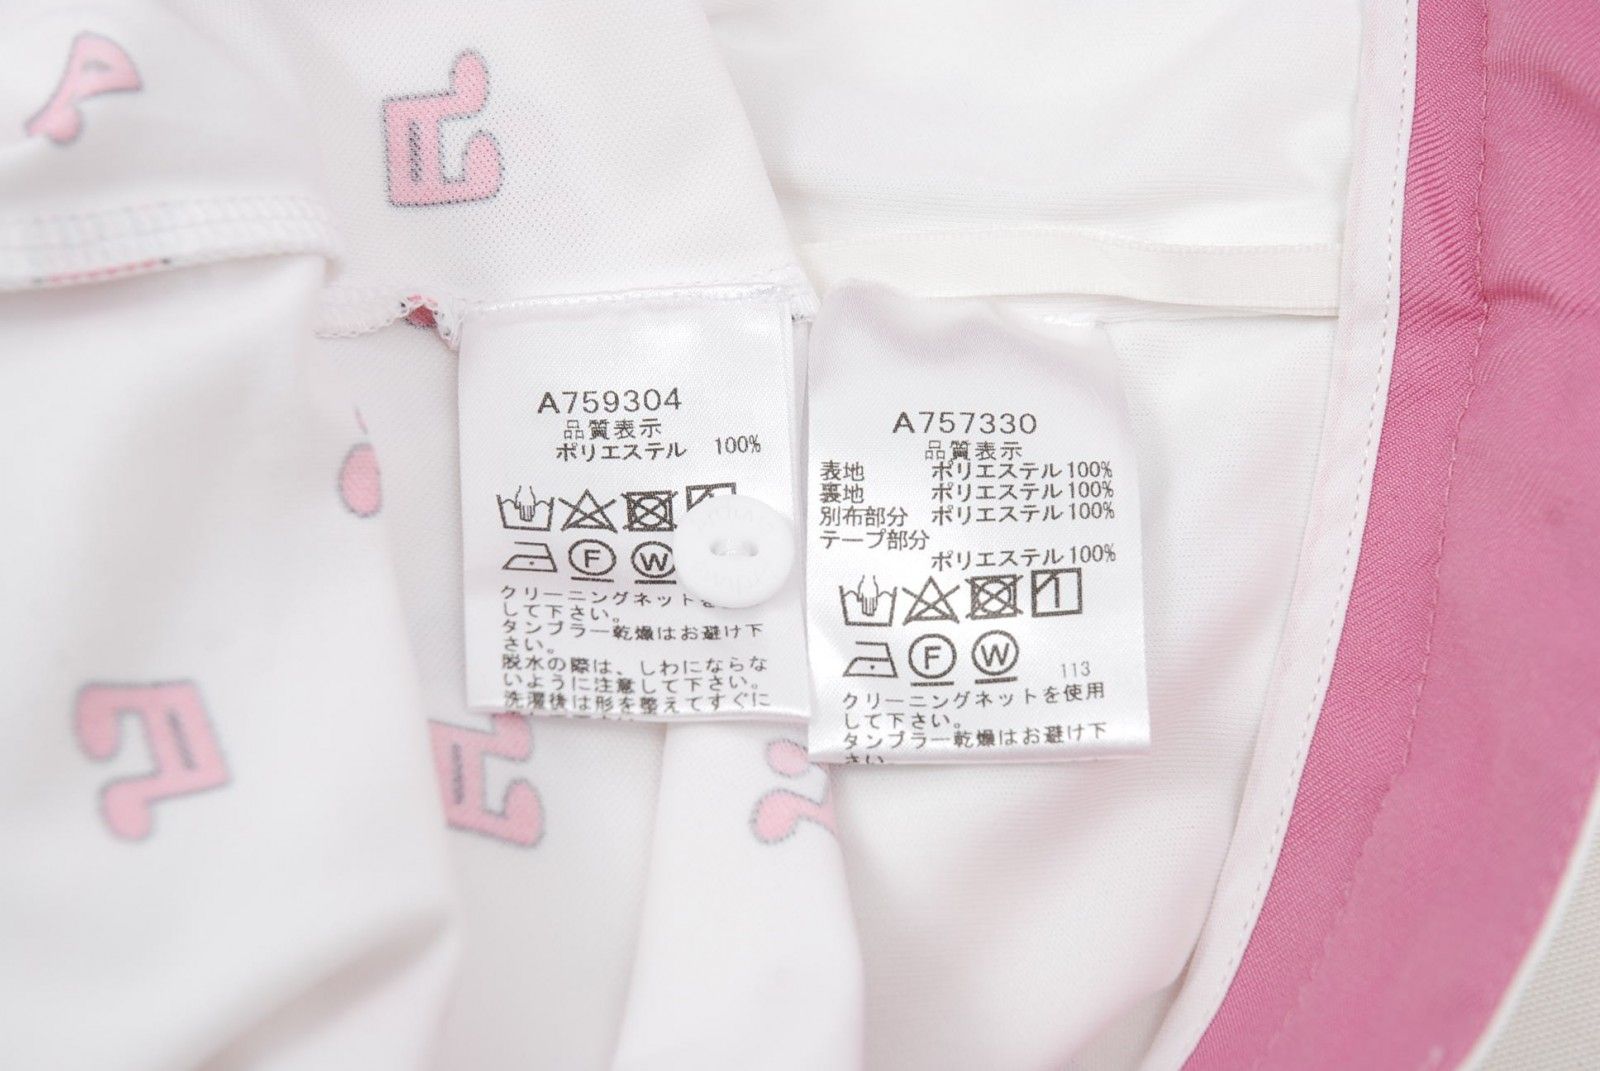 A759304
品質表示
ポリエステル 100%
F W
クリーニングネットを
して下さい。
タンブラー乾燥はお避け下
さい。
脱水の際は、しわにならな
いように注意して下さい。
洗濯後は形を整えてすぐに
A757330
品質表示
表地 ポリエステル100%
裏地 ポリエステル100%
別布部分 ポリエステル100%
テープ部分
ポリエステル100%
F W 113
クリーニングネットを使用
して下さい。
タンブラー乾燥はお避け下
さい